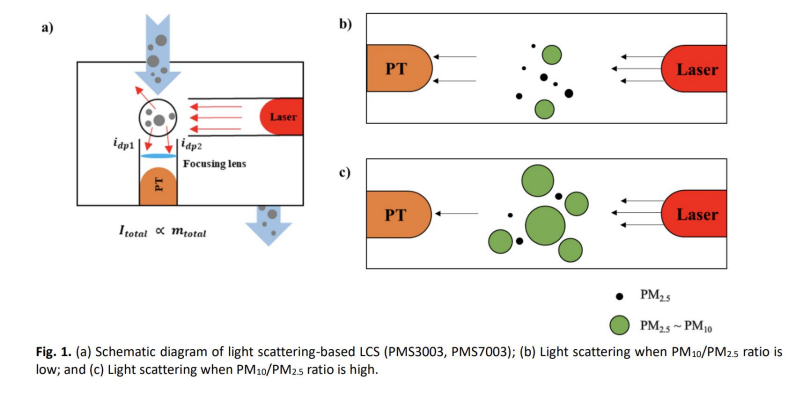 a)
Laser
i_dp1
i_dp2
Focusing lens
PT
I_total ∝ m_total
b)
PT
Laser
c)
PT
Laser
PM2.5
PM2.5 ~ PM10
Fig. 1. (a) Schematic diagram of light scattering-based LCS (PMS3003, PMS7003); (b) Light scattering when PM10/PM2.5 ratio is
low; and (c) Light scattering when PM10/PM2.5 ratio is high.